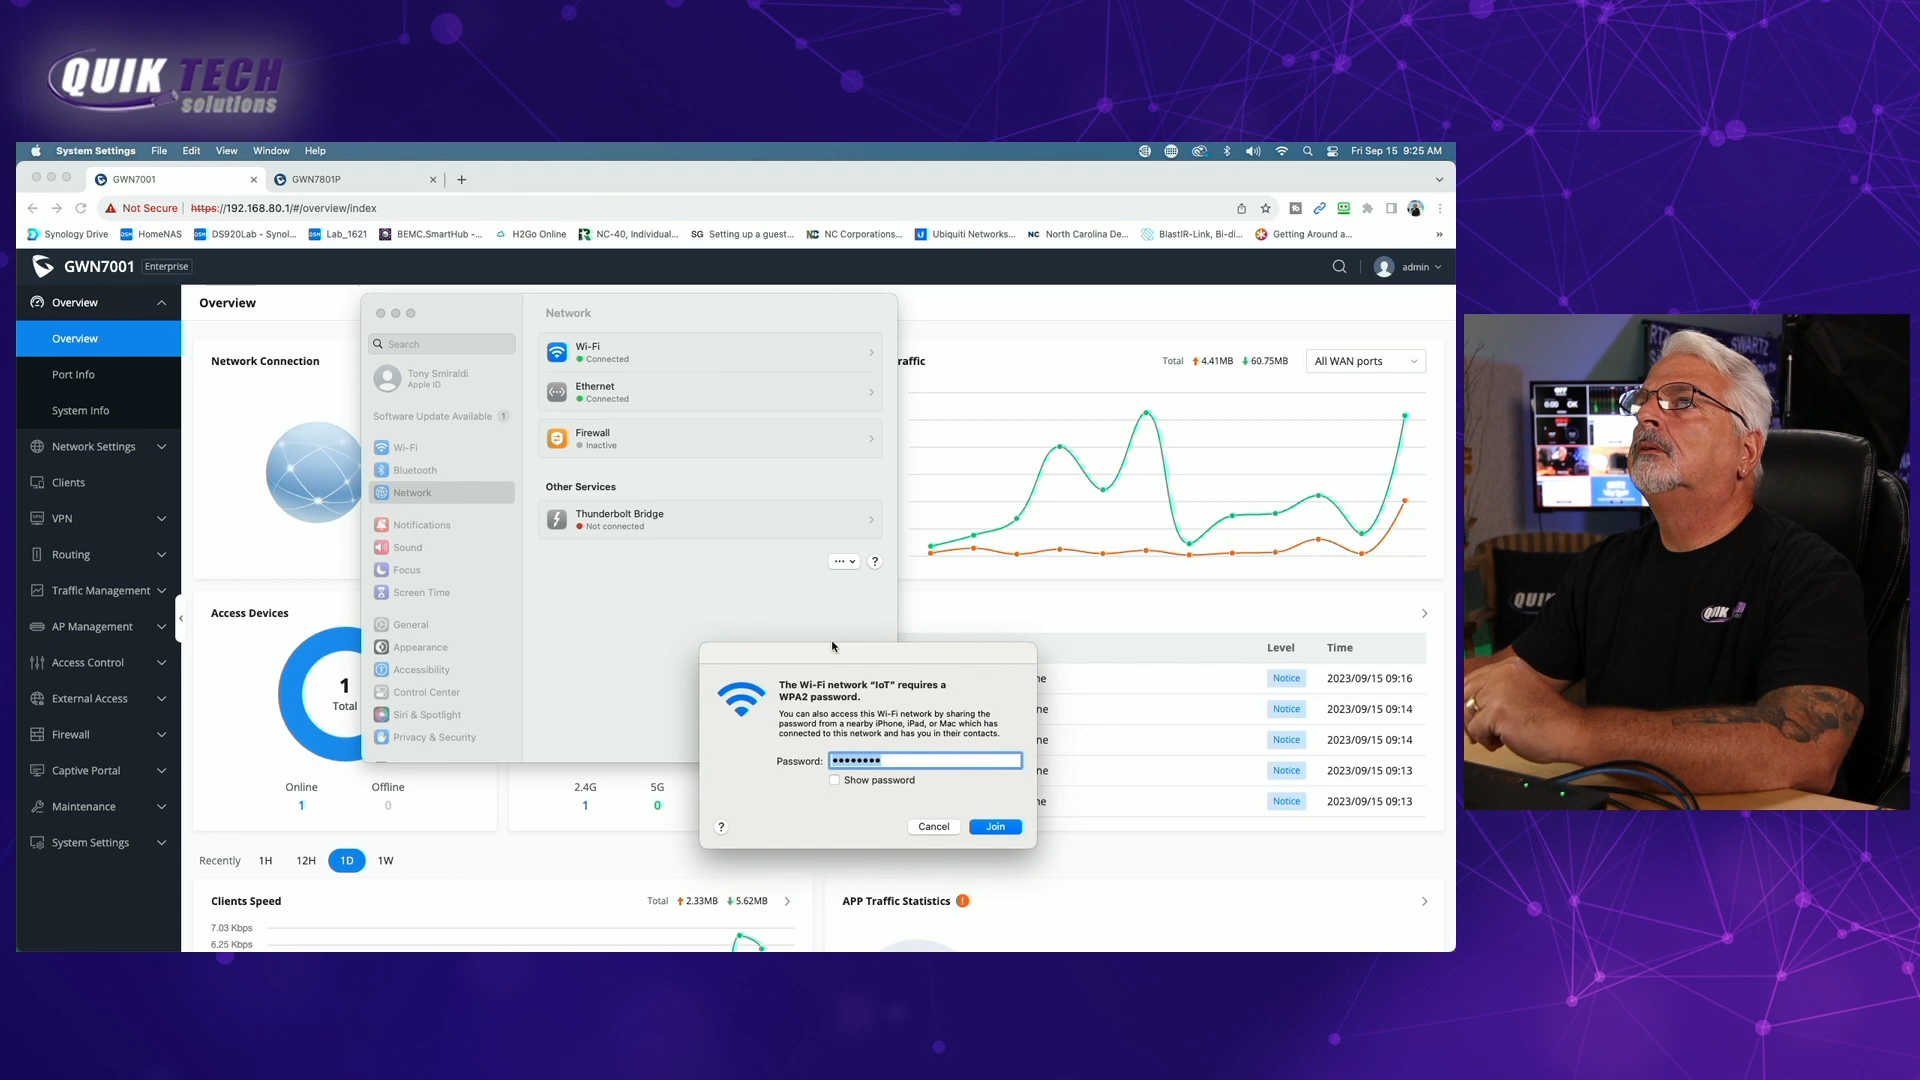 QUIK TECH
solutions
System Settings File Edit View Window Help
Fri Sep 15 9:25 AM
GWN7001
GWN7801P
Not Secure https://192.168.80.1/#/overview/index
Synology Drive
HomeNAS
DS920Lab - Synol...
Lab_1621
BEMC.SmartHub -...
H2Go Online
NC-40, Individual...
SG Setting up a guest...
NC Corporations...
Ubiquiti Networks...
NC North Carolina De...
BlastIR-Link, Bi-di...
Getting Around a...
»
GWN7001 Enterprise
admin
Overview
Overview
Port Info
System Info
Network Settings
Clients
VPN
Routing
Traffic Management
AP Management
Access Control
External Access
Firewall
Captive Portal
Maintenance
System Settings
Overview
Network Connection
Access Devices
1
Total
Online
1
Offline
0
2.4G
1
5G
0
Search
Tony Smiraldi
Apple ID
Software Update Available 1
Wi-Fi
Bluetooth
Network
Notifications
Sound
Focus
Screen Time
General
Appearance
Accessibility
Control Center
Siri & Spotlight
Privacy & Security
Network
Wi-Fi
Connected
Ethernet
Connected
Firewall
Inactive
Other Services
Thunderbolt Bridge
Not connected
?
raffic
Total 4.41MB 60.75MB
All WAN ports
Level Time
ne Notice 2023/09/15 09:16
ne Notice 2023/09/15 09:14
ne Notice 2023/09/15 09:14
ne Notice 2023/09/15 09:13
ne Notice 2023/09/15 09:13
The Wi-Fi network “IoT” requires a
WPA2 password.
You can also access this Wi-Fi network by sharing the
password from a nearby iPhone, iPad, or Mac which has
connected to this network and has you in their contacts.
Password: ••••••••
Show password
? Cancel Join
Recently 1H 12H 1D 1W
Clients Speed
Total 2.33MB 5.62MB
7.03 Kbps
6.25 Kbps
APP Traffic Statistics
SWARTZ
QUIK